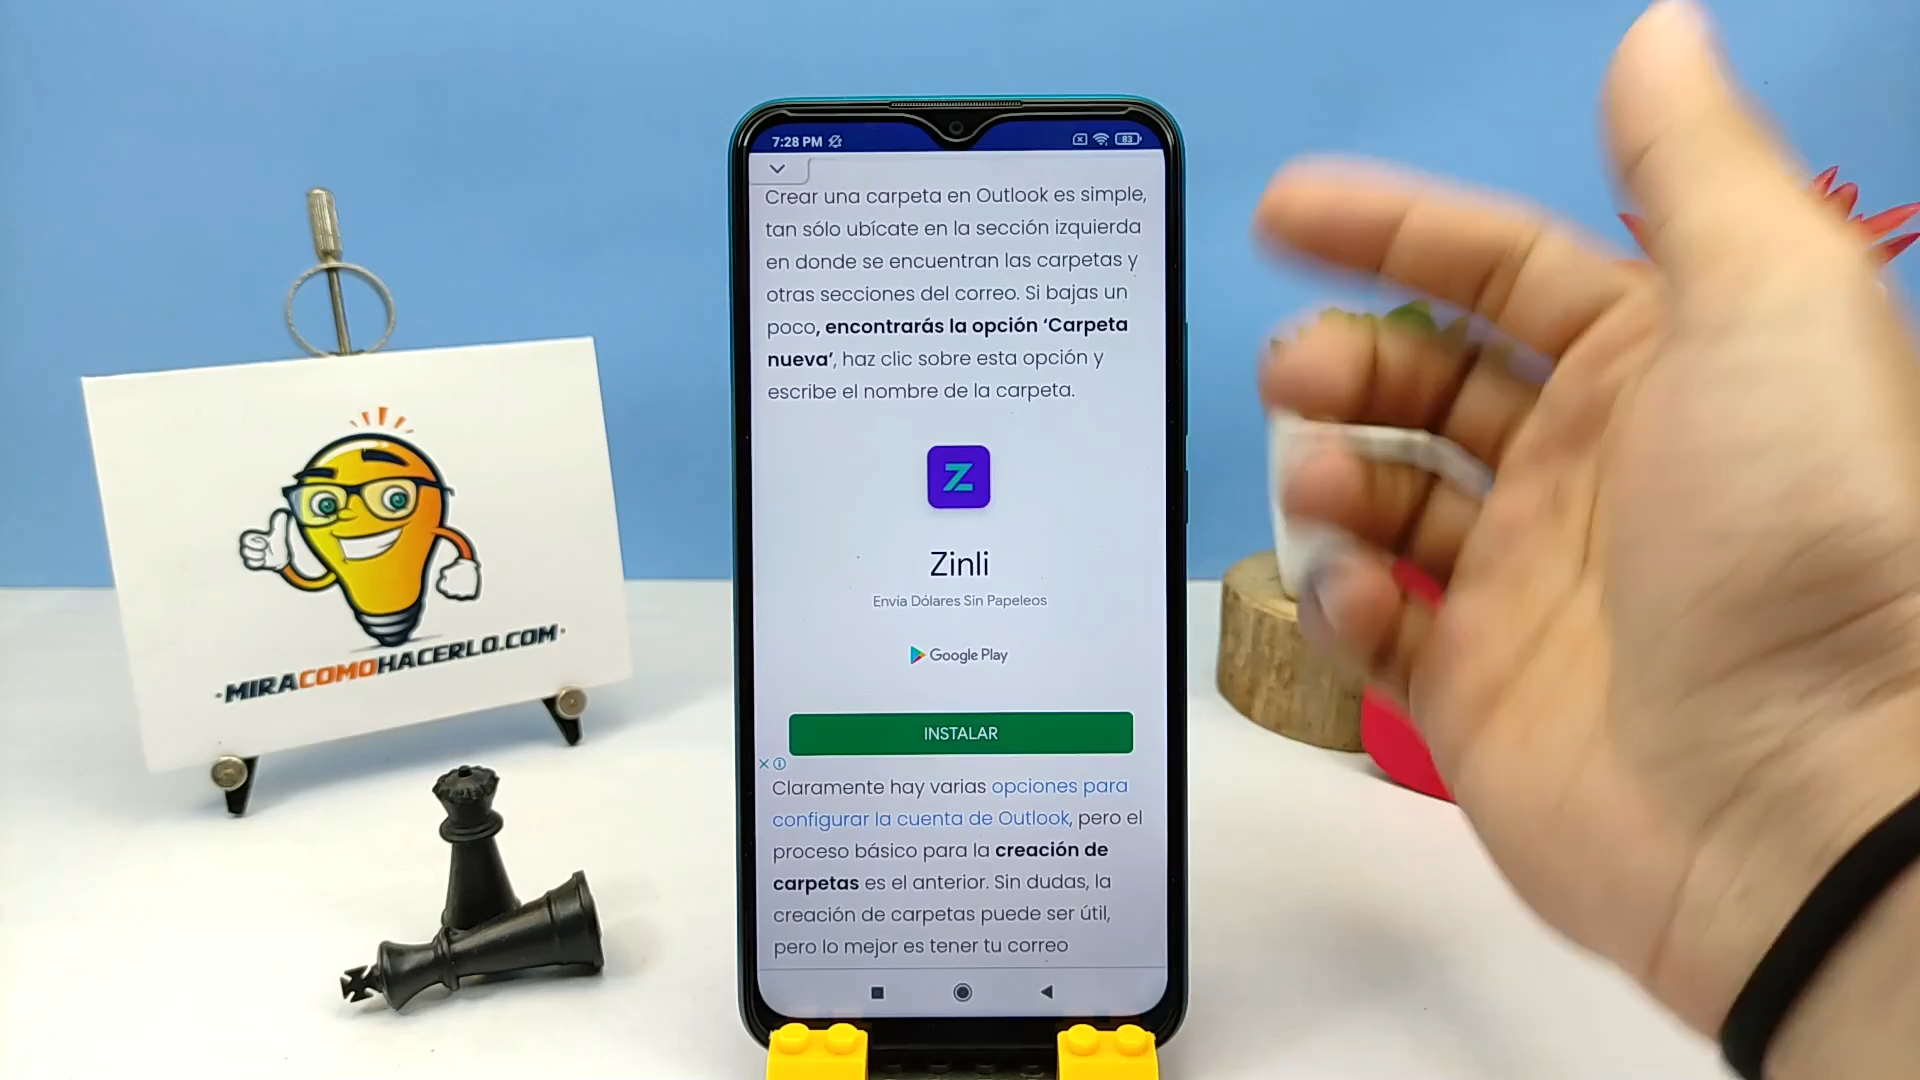 7:28 PM
83
Crear una carpeta en Outlook es simple,
tan sólo ubícate en la sección izquierda
en donde se encuentran las carpetas y
otras secciones del correo. Si bajas un
poco, encontrarás la opción ‘Carpeta
nueva’, haz clic sobre esta opción y
escribe el nombre de la carpeta.
Z
Zinli
Envía Dólares Sin Papeleos
Google Play
INSTALAR
Claramente hay varias opciones para
configurar la cuenta de Outlook, pero el
proceso básico para la creación de
carpetas es el anterior. Sin dudas, la
creación de carpetas puede ser útil,
pero lo mejor es tener tu correo
·MIRACOMOHACERLO.COM·